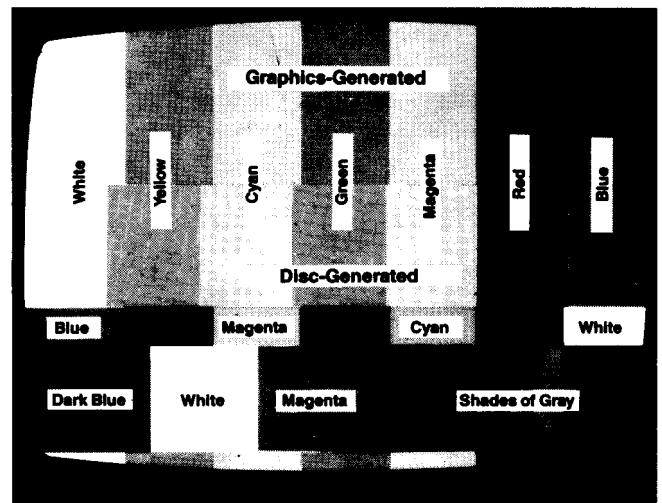 Graphics-Generated
White
Yellow
Cyan
Green
Magenta
Red
Blue
Disc-Generated
Blue
Magenta
Cyan
White
Dark Blue
White
Magenta
Shades of Gray